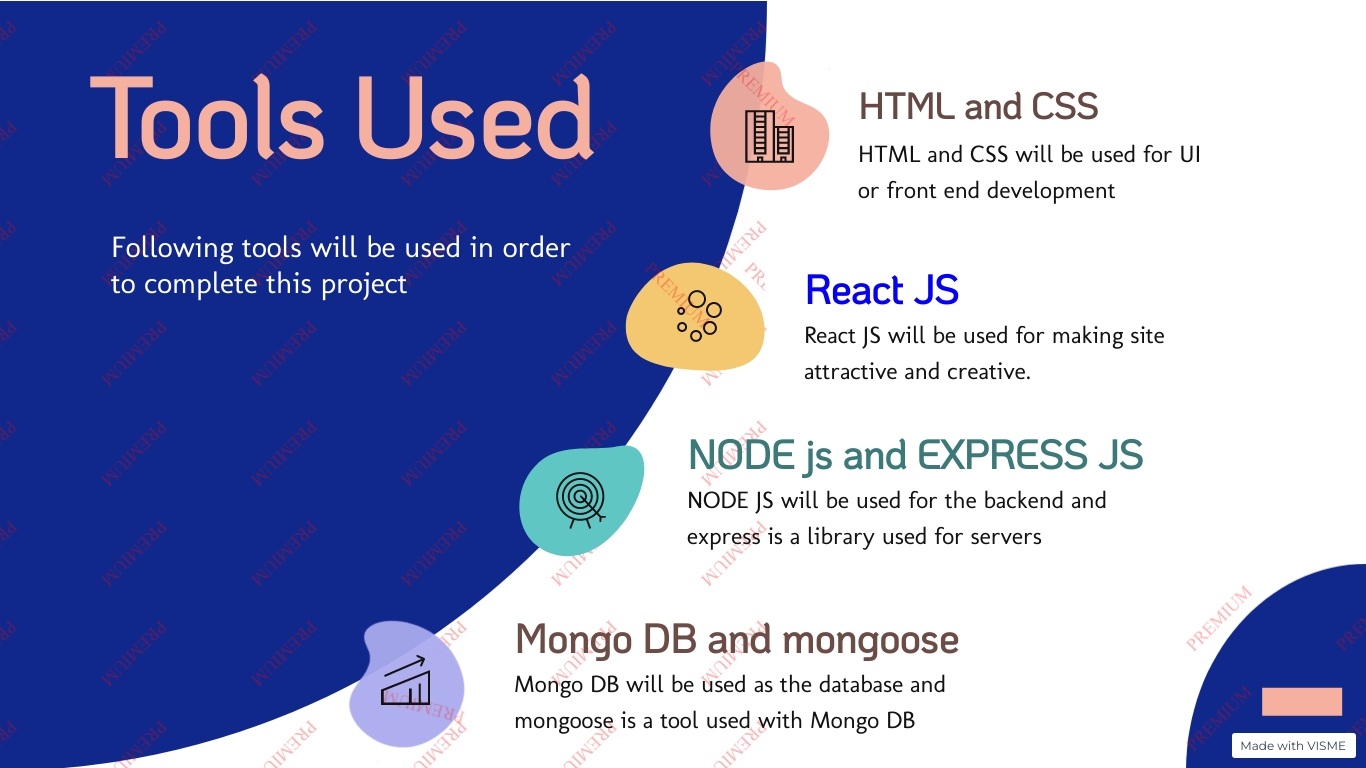 Tools Used
Following tools will be used in order
to complete this project
HTML and CSS
HTML and CSS will be used for UI
or front end development
React JS
React JS will be used for making site
attractive and creative.
NODE js and EXPRESS JS
NODE JS will be used for the backend and
express is a library used for servers
Mongo DB and mongoose
Mongo DB will be used as the database and
mongoose is a tool used with Mongo DB
PREMIUM
Made with VISME